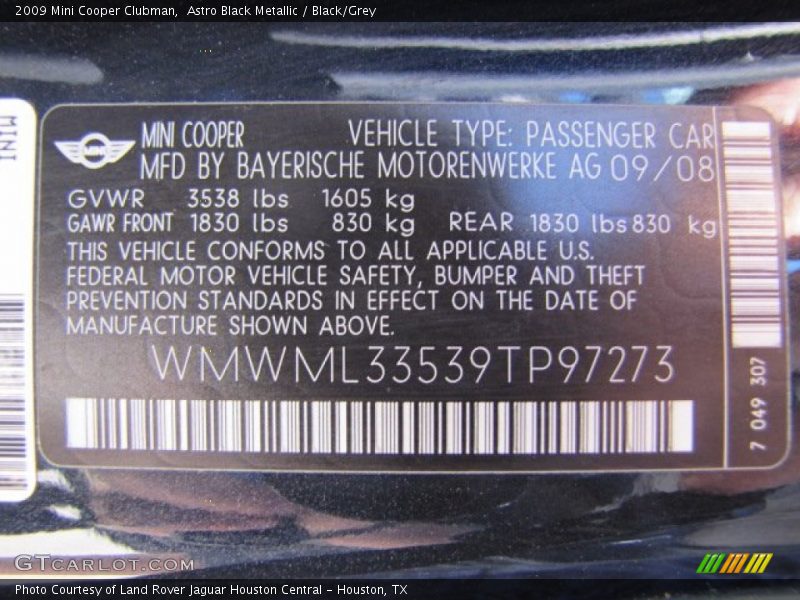 2009 Mini Cooper Clubman,  Astro Black Metallic / Black/Grey
MINI
MINI COOPER VEHICLE TYPE: PASSENGER CAR
MFD BY BAYERISCHE MOTORENWERKE AG 09/08
GVWR 3538 lbs 1605 kg
GAWR FRONT 1830 lbs 830 kg REAR 1830 lbs 830 kg
THIS VEHICLE CONFORMS TO ALL APPLICABLE U.S.
FEDERAL MOTOR VEHICLE SAFETY, BUMPER AND THEFT
PREVENTION STANDARDS IN EFFECT ON THE DATE OF
MANUFACTURE SHOWN ABOVE.
WMWML33539TP97273
7 049 307
GTCARLOT.COM
Photo Courtesy of Land Rover Jaguar Houston Central - Houston, TX